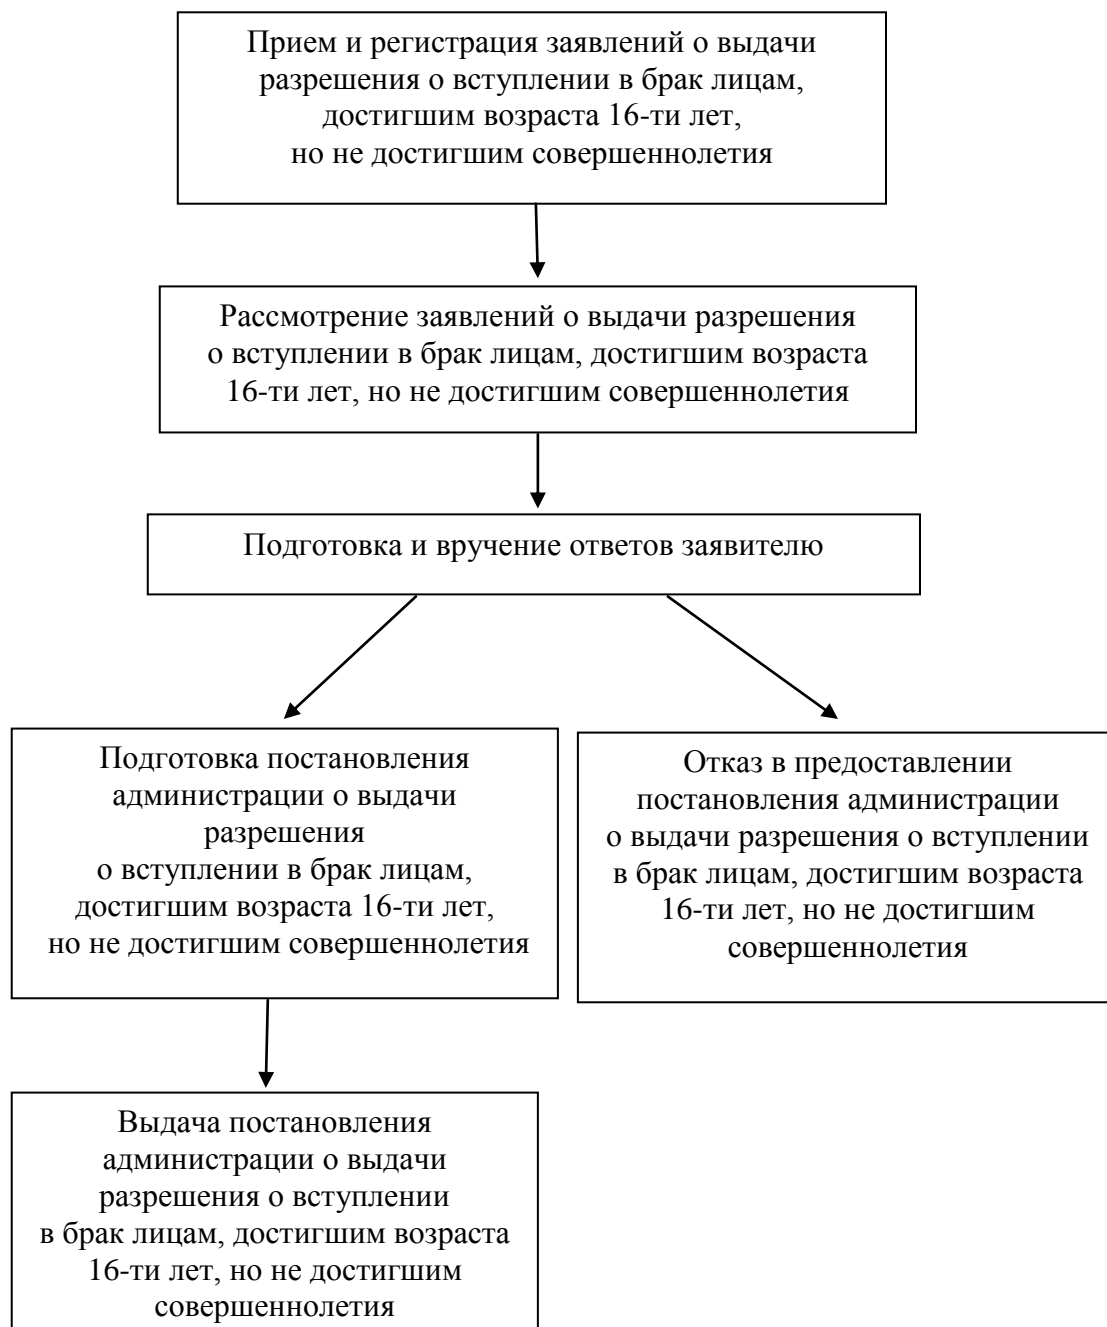 Прием и регистрация заявлений о выдачи
разрешения о вступлении в брак лицам,
достигшим возраста 16-ти лет,
но не достигшим совершеннолетия
Рассмотрение заявлений о выдачи разрешения
о вступлении в брак лицам, достигшим возраста
16-ти лет, но не достигшим совершеннолетия
Подготовка и вручение ответов заявителю
Подготовка постановления
администрации о выдачи
разрешения
о вступлении в брак лицам,
достигшим возраста 16-ти лет,
но не достигшим совершеннолетия
Отказ в предоставлении
постановления администрации
о выдачи разрешения о вступлении
в брак лицам, достигшим возраста
16-ти лет, но не достигшим
совершеннолетия
Выдача постановления
администрации о выдачи
разрешения о вступлении
в брак лицам, достигшим возраста
16-ти лет, но не достигшим
совершеннолетия